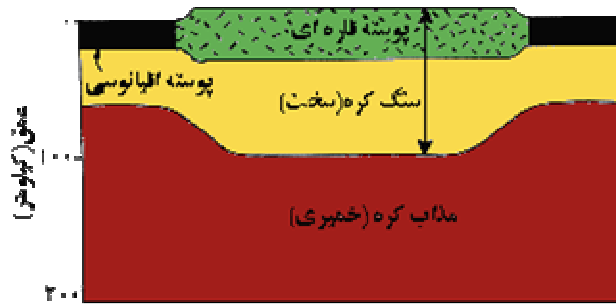 پوسته قاره ای
پوسته اقیانوسی
سنگ کره (سخت)
مذاب کره (خمیری)
عمق (کیلومتر)
۱۰۰
۲۰۰